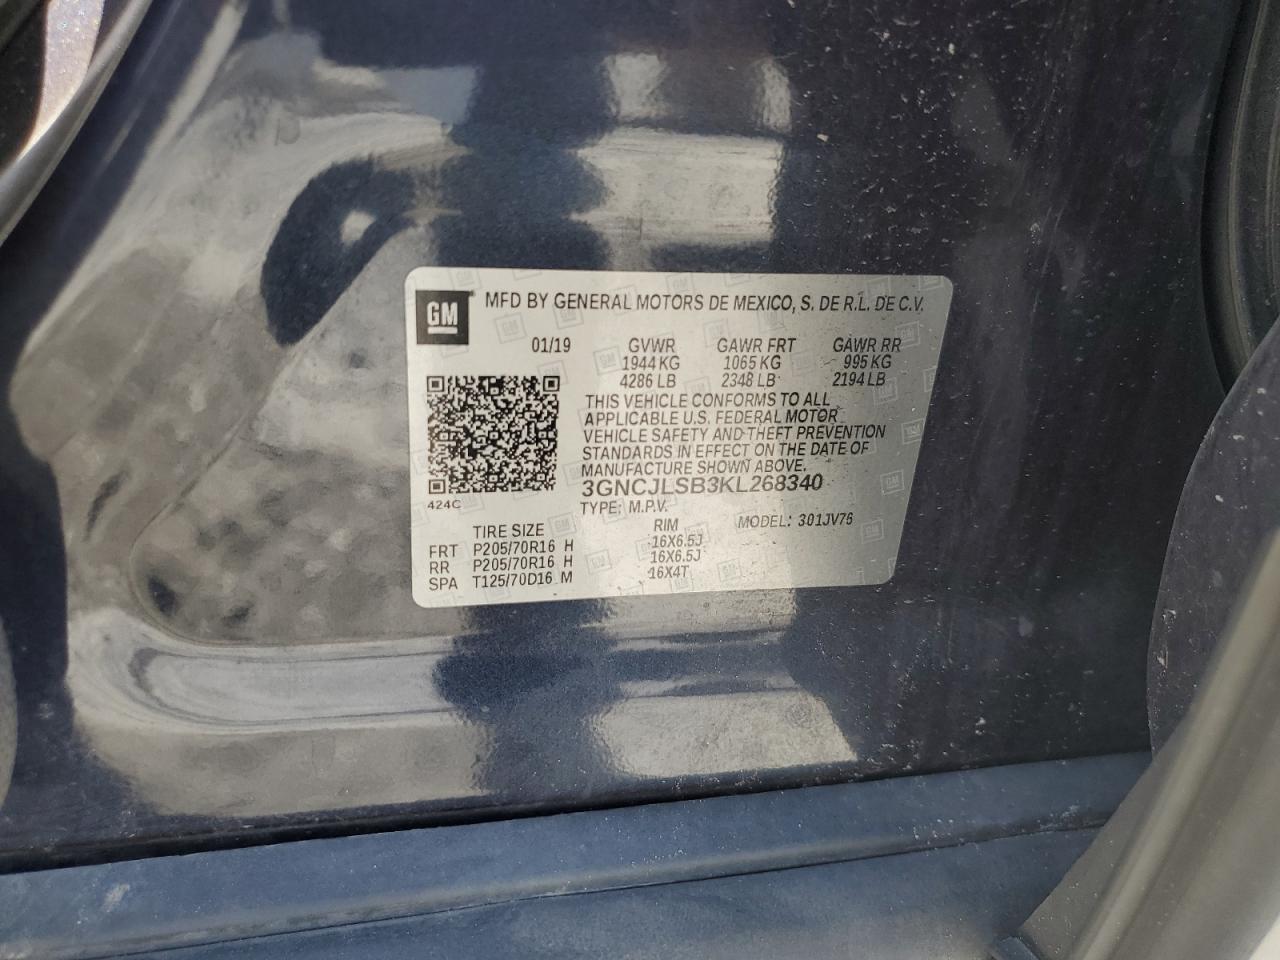 GM MFD BY GENERAL MOTORS DE MEXICO, S. DE R.L. DE C.V.
01/19 GVWR GAWR FRT GAWR RR
1944 KG 1065 KG 995 KG
4286 LB 2348 LB 2194 LB
THIS VEHICLE CONFORMS TO ALL
APPLICABLE U.S. FEDERAL MOTOR
VEHICLE SAFETY AND THEFT PREVENTION
STANDARDS IN EFFECT ON THE DATE OF
MANUFACTURE SHOWN ABOVE.
3GNCJLSB3KL268340
424C TYPE: M.P.V.
TIRE SIZE RIM MODEL: 301JV76
FRT P205/70R16 H 16X6.5J
RR P205/70R16 H 16X6.5J
SPA T125/70D16 M 16X4T